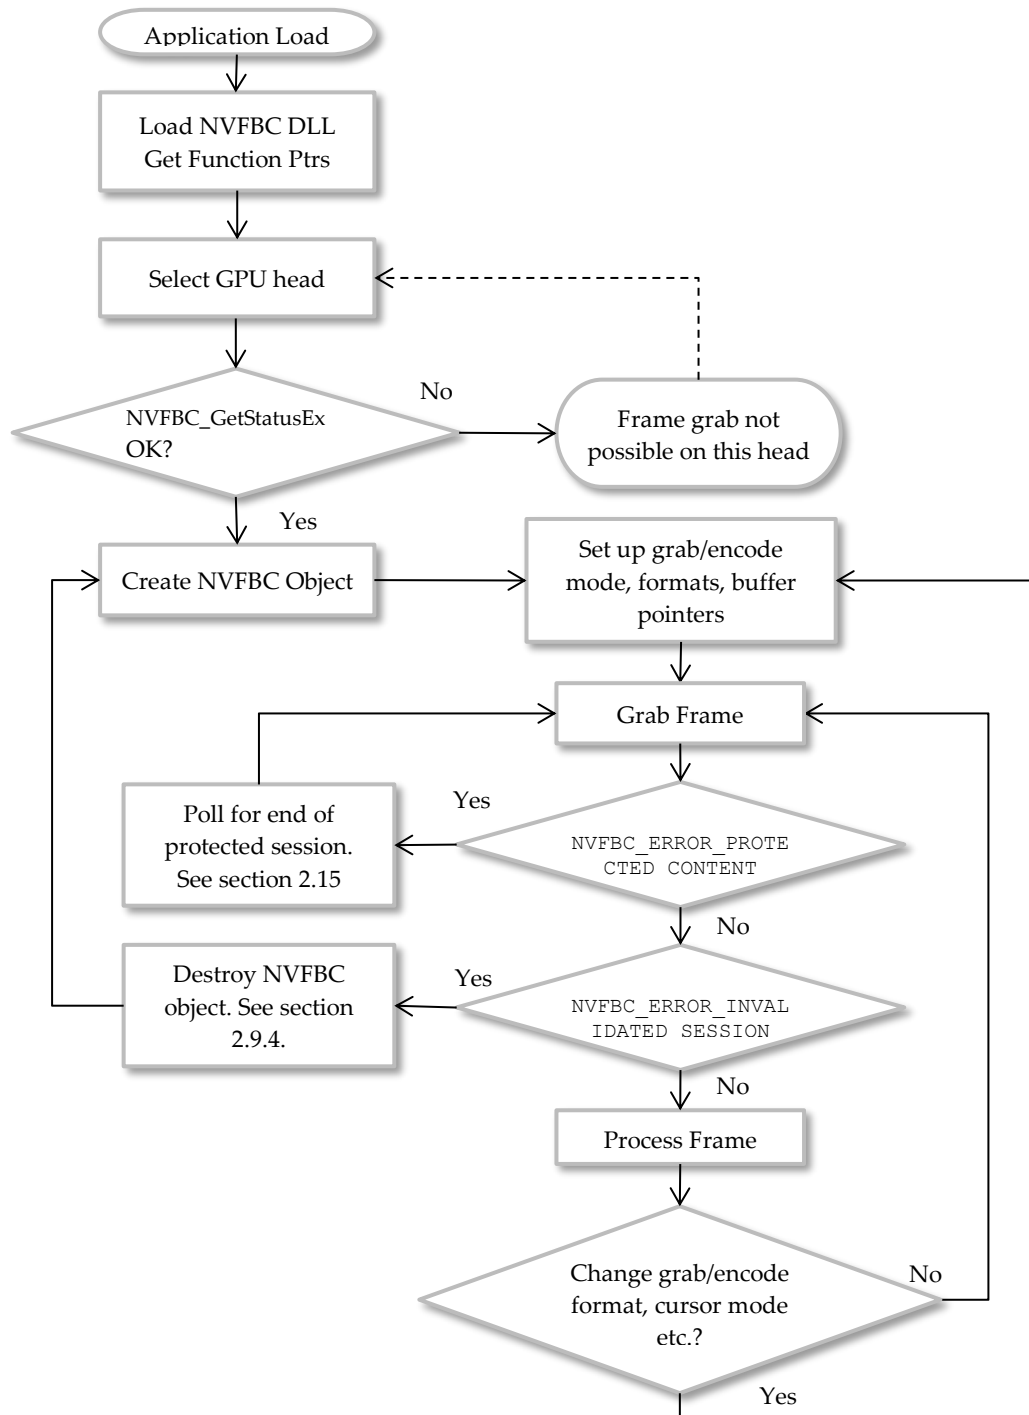 Application Load
Load NVFBC DLL
Get Function Ptrs
Select GPU head
No
NVFBC_GetStatusEx
OK?
Frame grab not
possible on this head
Yes
Create NVFBC Object
Set up grab/encode
mode, formats, buffer
pointers
Grab Frame
Yes
Poll for end of
protected session.
See section 2.15
NVFBC_ERROR_PROTE
CTED CONTENT
No
Yes
Destroy NVFBC
object. See section
2.9.4.
NVFBC_ERROR_INVAL
IDATED SESSION
No
Process Frame
Change grab/encode
format, cursor mode
etc.?
No
Yes